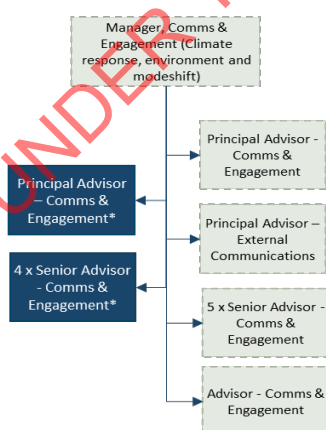 Manager, Comms &
Engagement (Climate
response, environment and
modeshift)
Principal Advisor -
Comms &
Engagement
Principal Advisor
– Comms &
Engagement*
Principal Advisor –
External
Communications
4 x Senior Advisor
- Comms &
Engagement*
5 x Senior Advisor -
Comms &
Engagement
Advisor - Comms &
Engagement
UNDER